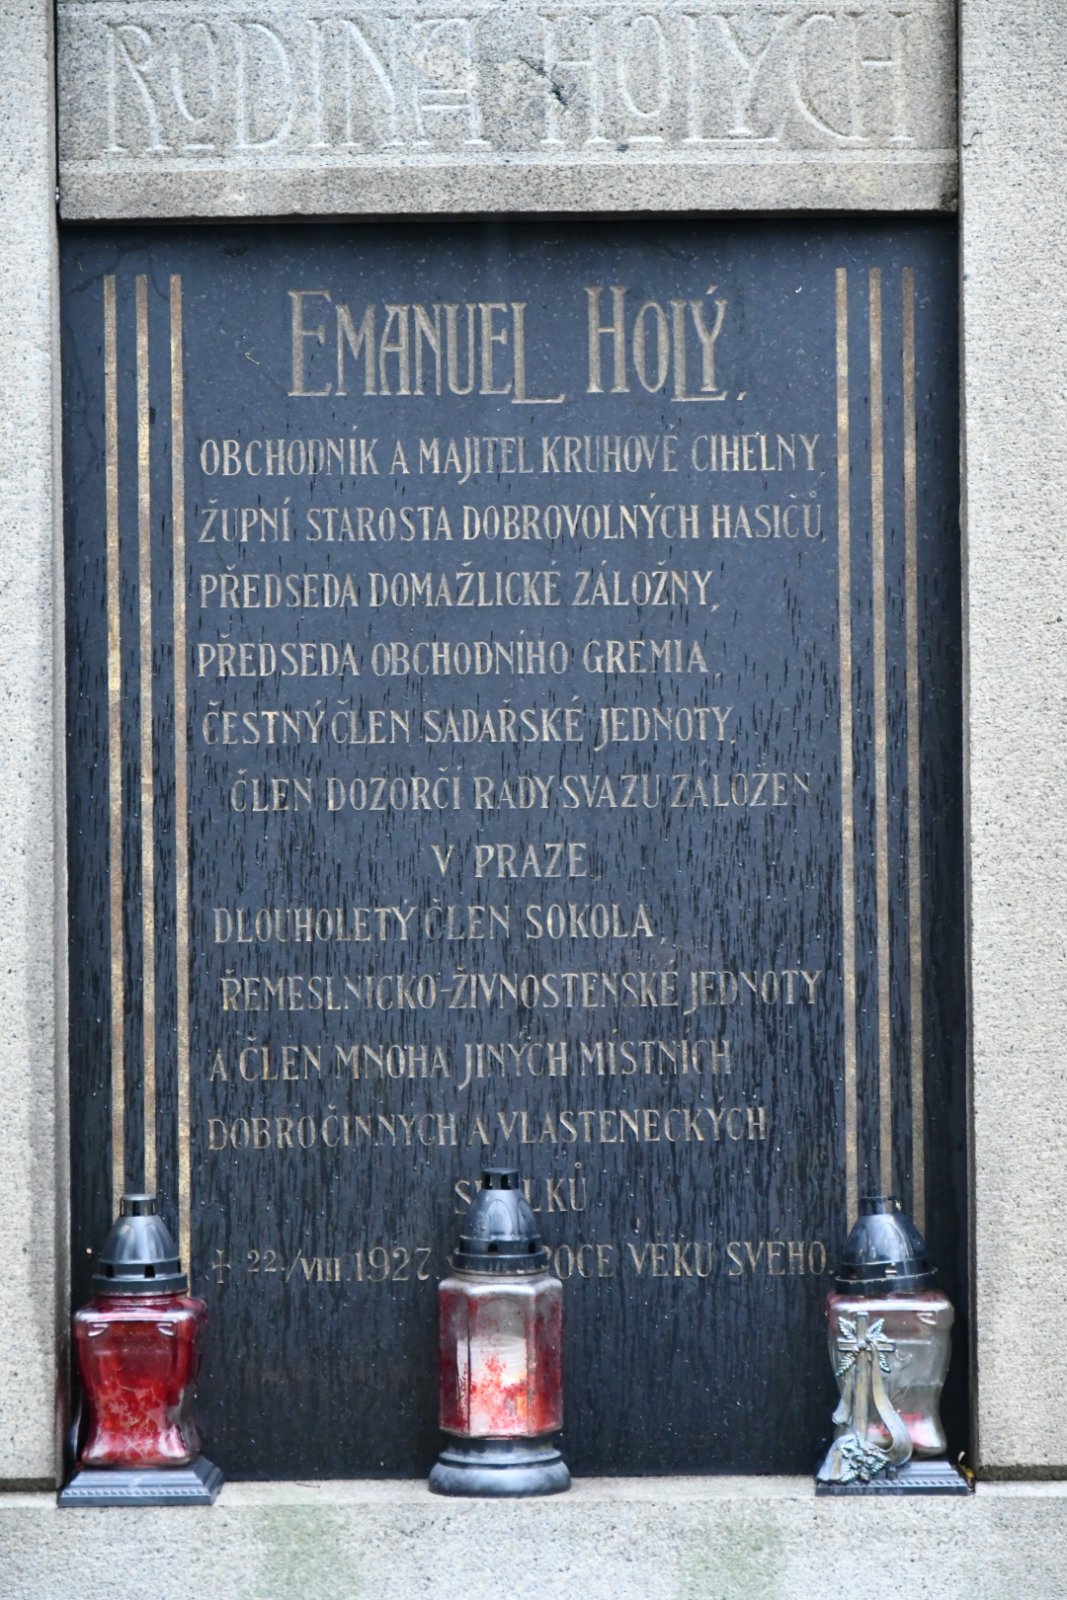 RODINA HOLÝCH
EMANUEL HOLÝ,
OBCHODNÍK A MAJITEL KRUHOVÉ CIHELNY,
ŽUPNÍ STAROSTA DOBROVOLNÝCH HASIČŮ,
PŘEDSEDA DOMAŽLICKÉ ZÁLOŽNY,
PŘEDSEDA OBCHODNÍHO GREMIA,
ČESTNÝ ČLEN SADAŘSKÉ JEDNOTY,
ČLEN DOZORČÍ RADY SVAZU ZÁLOŽEN
V PRAZE,
DLOUHOLETÝ ČLEN SOKOLA,
ŘEMESLNICKO-ŽIVNOSTENSKÉ JEDNOTY
A ČLEN MNOHA JINÝCH MÍSTNÍCH
DOBROČINNÝCH A VLASTENECKÝCH
+ 22./VIII. 1927 VĚKU SVÉHO.